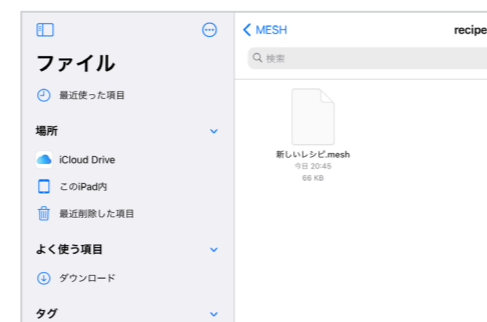 ファイル
最近使った項目
場所
iCloud Drive
このiPad内
最近削除した項目
よく使う項目
ダウンロード
タグ
MESH
recipe
検索
新しいレシピ.mesh
今日 20:45
66 KB